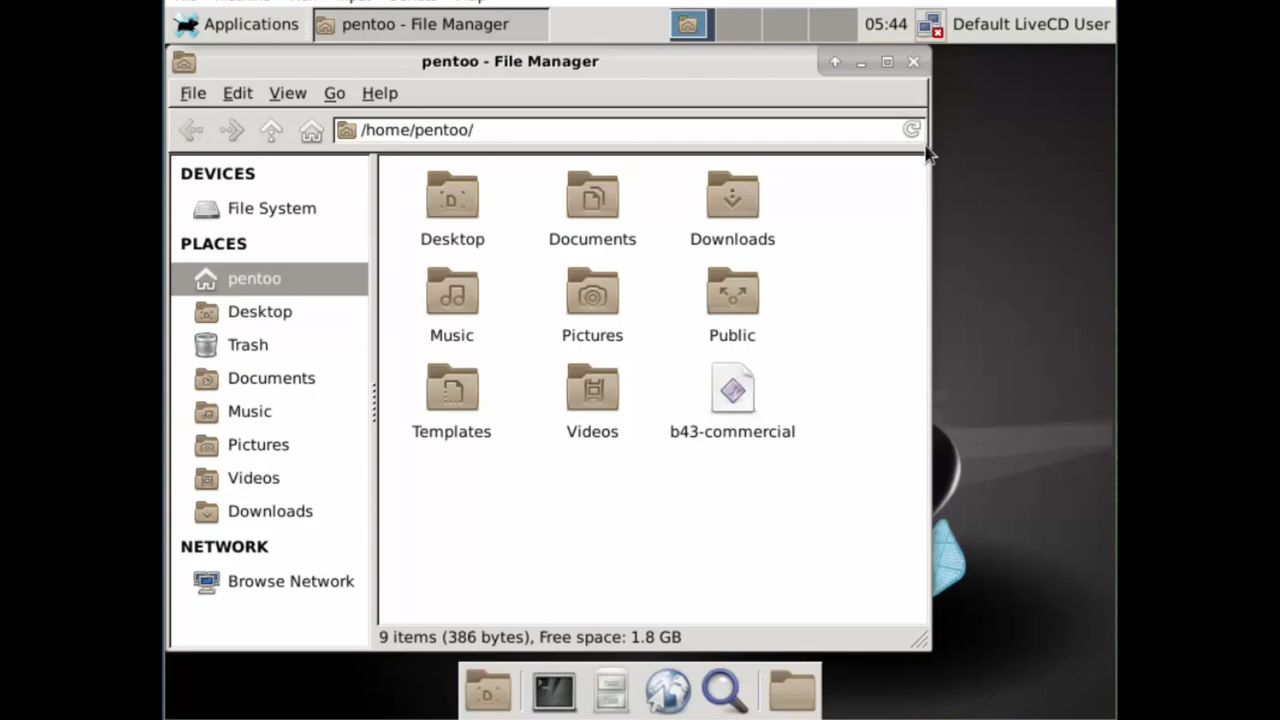 Applications
pentoo - File Manager
05:44
Default LiveCD User
pentoo - File Manager
File Edit View Go Help
/home/pentoo/
DEVICES
File System
PLACES
pentoo
Desktop
Trash
Documents
Music
Pictures
Videos
Downloads
NETWORK
Browse Network
Desktop Documents Downloads
Music Pictures Public
Templates Videos b43-commercial
9 items (386 bytes), Free space: 1.8 GB